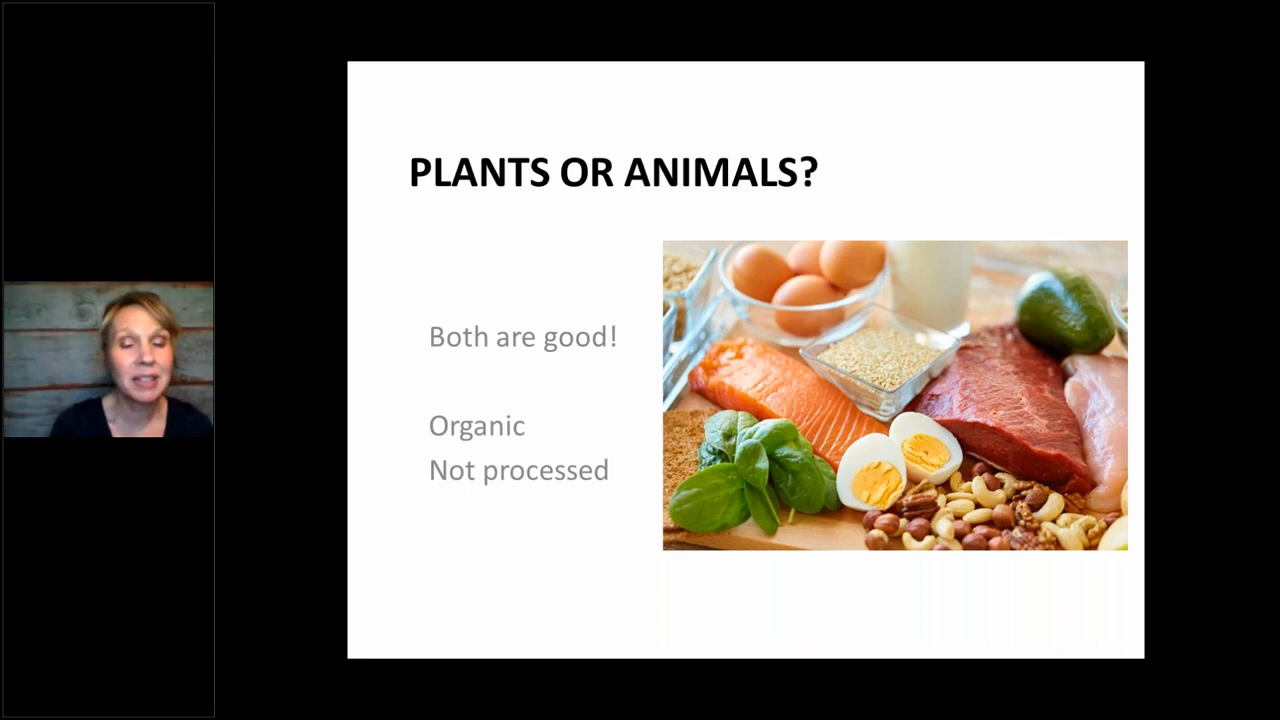 PLANTS OR ANIMALS?
Both are good!
Organic
Not processed